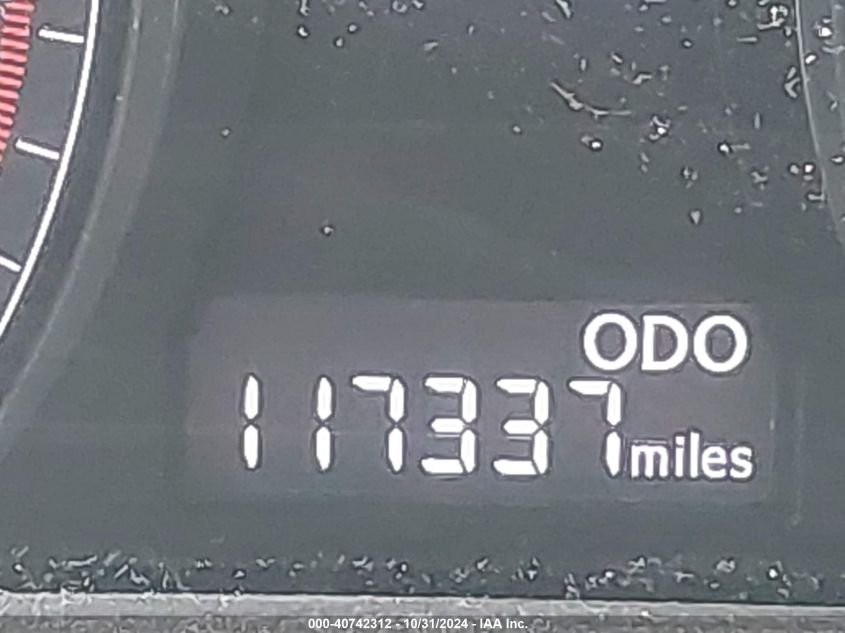 ODO
117337 miles
000-40742312 - 10/31/2024 - IAA Inc.